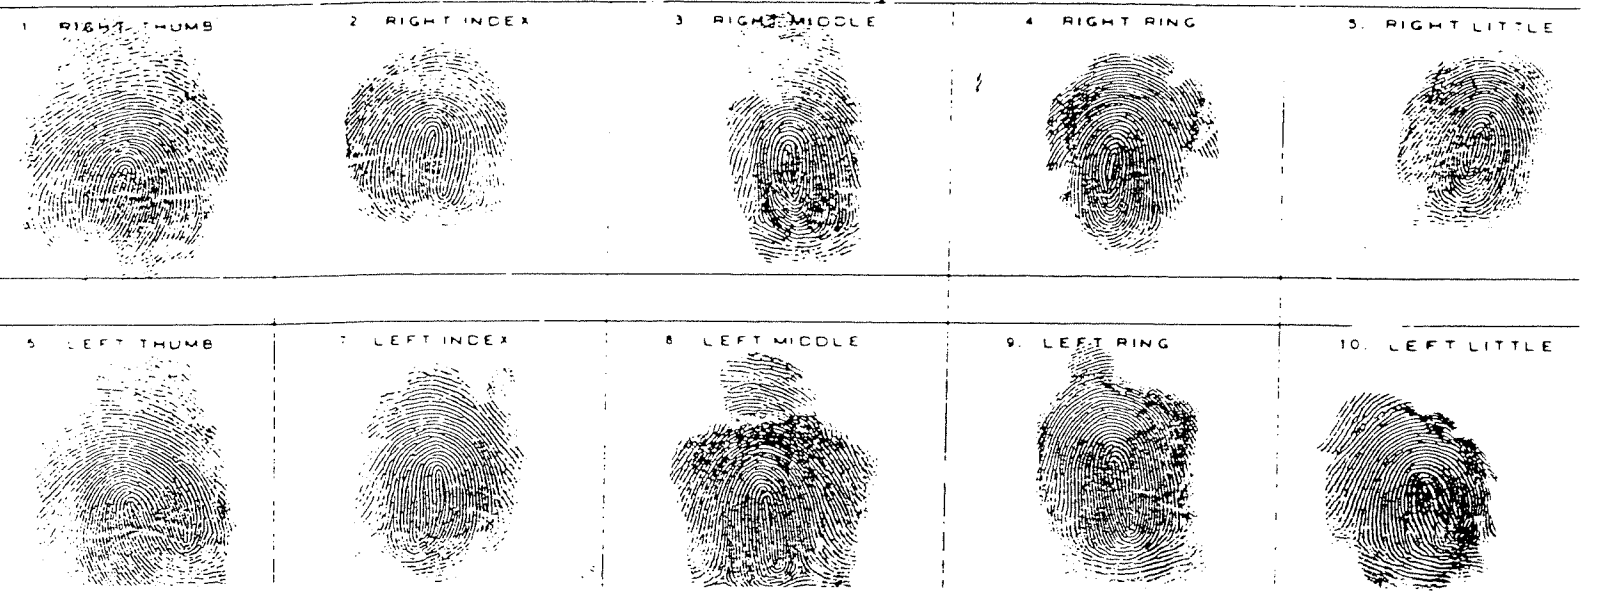 1 RIGHT THUMB 2 RIGHT INDEX 3 RIGHT MIDDLE 4 RIGHT RING 5. RIGHT LITTLE
LEFT THUMB LEFT INDEX 8 LEFT MIDDLE 9. LEFT RING 10. LEFT LITTLE